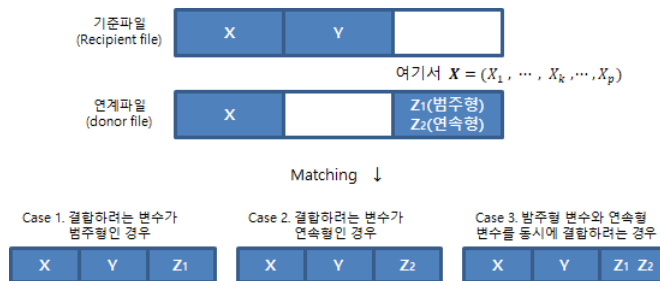 기준파일
(Recipient file)
X Y
여기서 X = (X₁ , ⋯ , Xₖ ,⋯, Xₚ)
연계파일
(donor file)
X Z₁(범주형)
Z₂(연속형)
Matching ↓
Case 1. 결합하려는 변수가
범주형인 경우
X Y Z₁
Case 2. 결합하려는 변수가
연속형인 경우
X Y Z₂
Case 3. 밤주형 변수와 연속형
변수를 동시에 결합하려는 경우
X Y Z₁ Z₂